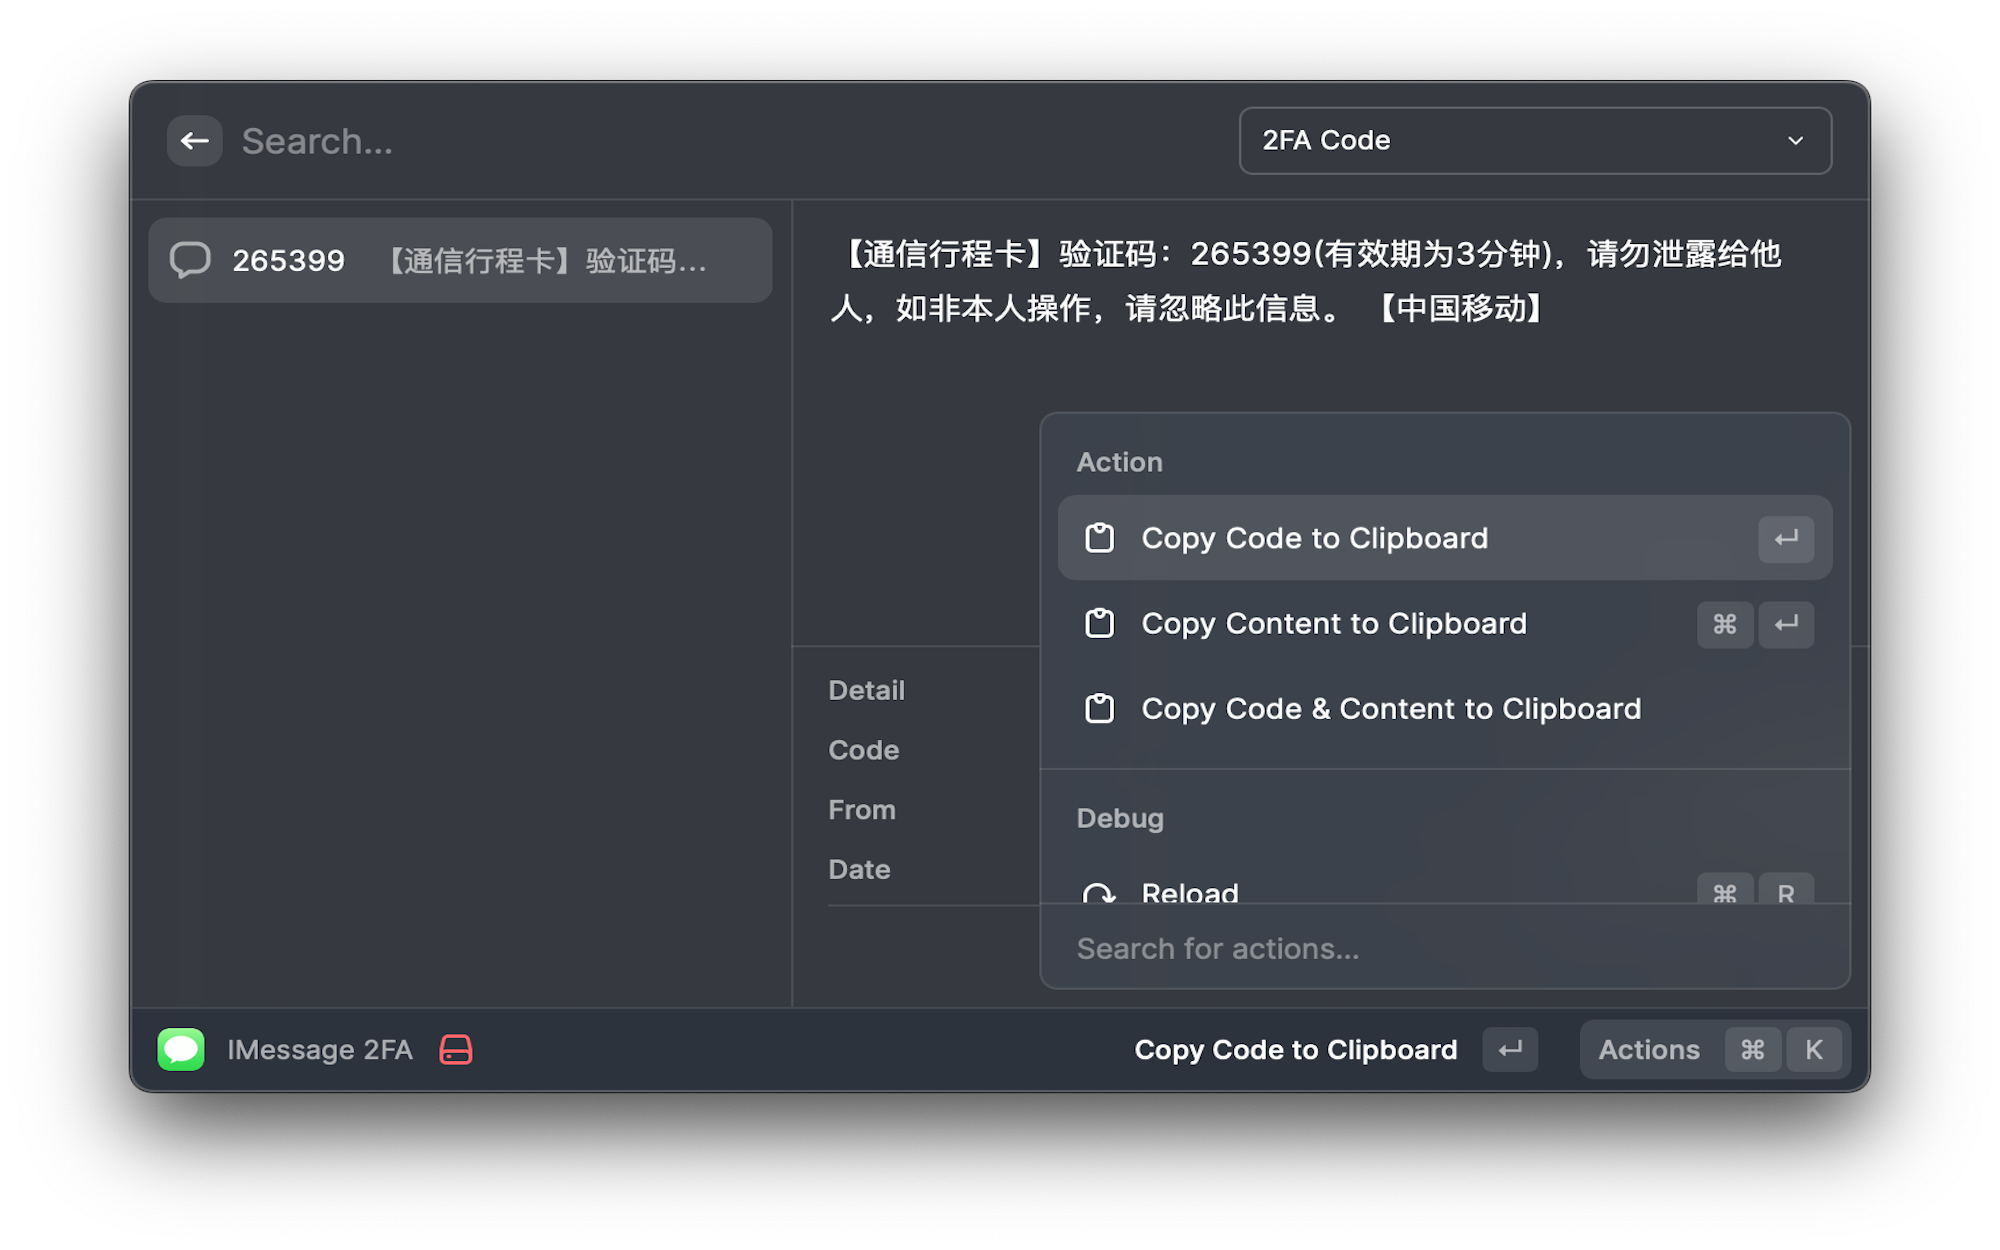 Search...
2FA Code
265399 【通信行程卡】验证码...
【通信行程卡】验证码：265399(有效期为3分钟)，请勿泄露给他
人，如非本人操作，请忽略此信息。 【中国移动】
Action
Copy Code to Clipboard ↵
Copy Content to Clipboard ⌘ ↵
Copy Code & Content to Clipboard
Detail
Code
From
Date
Debug
Reload ⌘ R
Search for actions...
IMessage 2FA
Copy Code to Clipboard ↵
Actions ⌘ K